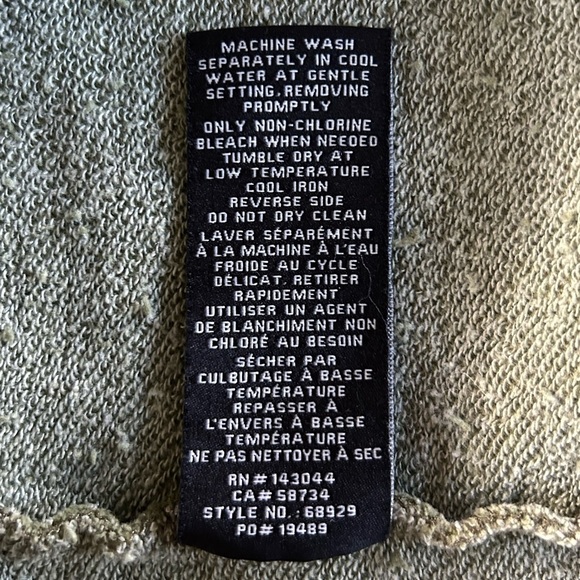 MACHINE WASH
SEPARATELY IN COOL
WATER AT GENTLE
SETTING, REMOVING
PROMPTLY
ONLY NON-CHLORINE
BLEACH WHEN NEEDED
TUMBLE DRY AT
LOW TEMPERATURE
COOL IRON
REVERSE SIDE
DO NOT DRY CLEAN
LAVER SÉPARÉMENT
À LA MACHINE À L'EAU
FROIDE AU CYCLE
DÉLICAT, RETIRER
RAPIDEMENT
UTILISER UN AGENT
DE BLANCHIMENT NON
CHLORÉ AU BESOIN
SÉCHER PAR
CULBUTAGE À BASSE
TEMPÉRATURE
REPASSER À
L'ENVERS À BASSE
TEMPÉRATURE
NE PAS NETTOYER À SEC
RN# 143044
CA# 58734
STYLE NO.: 68929
PO# 19489